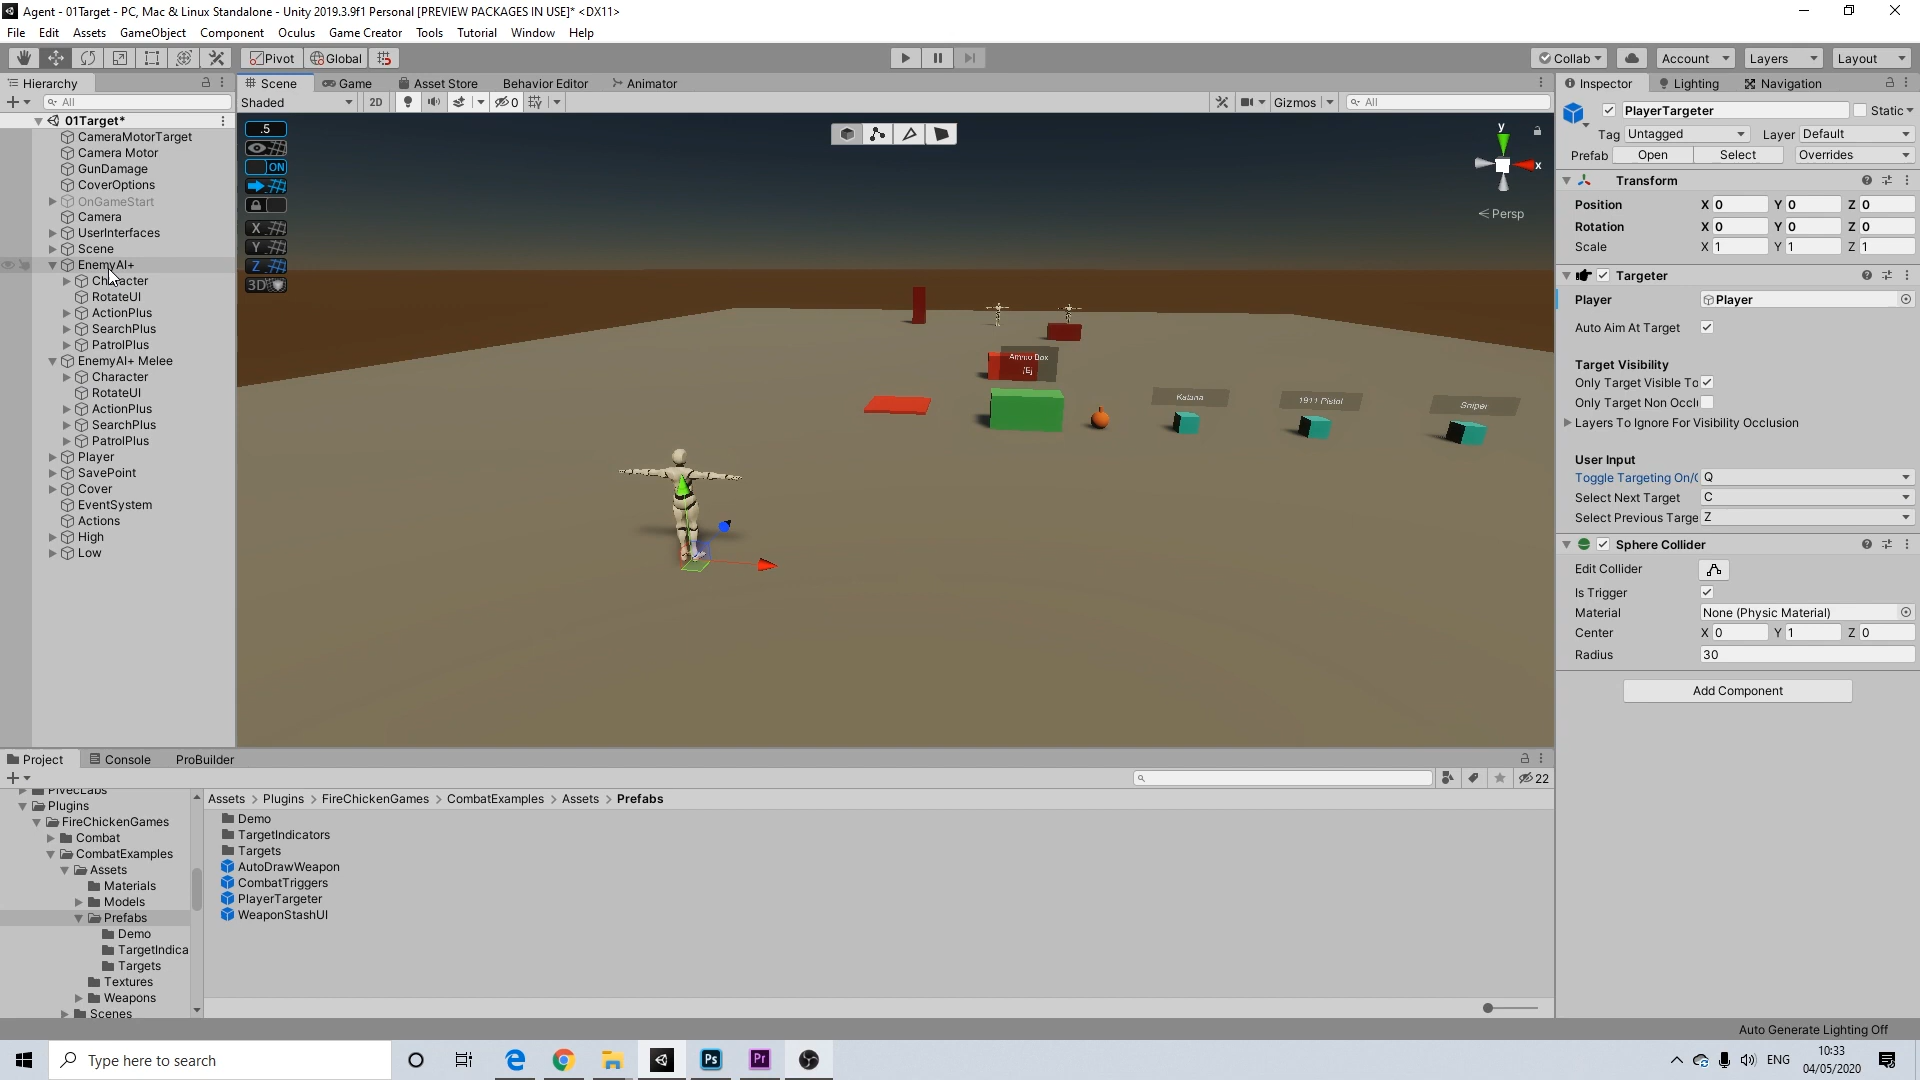 Agent - 01Target - PC, Mac & Linux Standalone - Unity 2019.3.9f1 Personal [PREVIEW PACKAGES IN USE]* <DX11>
File Edit Assets GameObject Component Oculus Game Creator Tools Tutorial Window Help
Pivot Global Collab Account Layers Layout
Hierarchy
All
01Target*
CameraMotorTarget
Camera Motor
GunDamage
CoverOptions
OnGameStart
Camera
UserInterfaces
Scene
EnemyAI+
Character
RotateUI
ActionPlus
SearchPlus
PatrolPlus
EnemyAI+ Melee
Character
RotateUI
ActionPlus
SearchPlus
PatrolPlus
Player
SavePoint
Cover
EventSystem
Actions
High
Low
Scene Game Asset Store Behavior Editor Animator
Shaded 2D 0 Gizmos All
.5
ON
X
Y
Z
3D
y
x
Persp
Ammo Box
[E]
Katana
1911 Pistol
Sniper
Inspector Lighting Navigation
PlayerTargeter Static
Tag Untagged Layer Default
Prefab Open Select Overrides
Transform
Position X 0 Y 0 Z 0
Rotation X 0 Y 0 Z 0
Scale X 1 Y 1 Z 1
Targeter
Player Player
Auto Aim At Target
Target Visibility
Only Target Visible To
Only Target Non Occl
Layers To Ignore For Visibility Occlusion
User Input
Toggle Targeting On/( Q
Select Next Target C
Select Previous Targe Z
Sphere Collider
Edit Collider
Is Trigger
Material None (Physic Material)
Center X 0 Y 1 Z 0
Radius 30
Add Component
Project Console ProBuilder
22
PivecLabs
Plugins
FireChickenGames
Combat
CombatExamples
Assets
Materials
Models
Prefabs
Demo
TargetIndica
Targets
Textures
Weapons
Scenes
Assets > Plugins > FireChickenGames > CombatExamples > Assets > Prefabs
Demo
TargetIndicators
Targets
AutoDrawWeapon
CombatTriggers
PlayerTargeter
WeaponStashUI
Auto Generate Lighting Off
Type here to search
Ps
Pr
ENG
10:33
04/05/2020